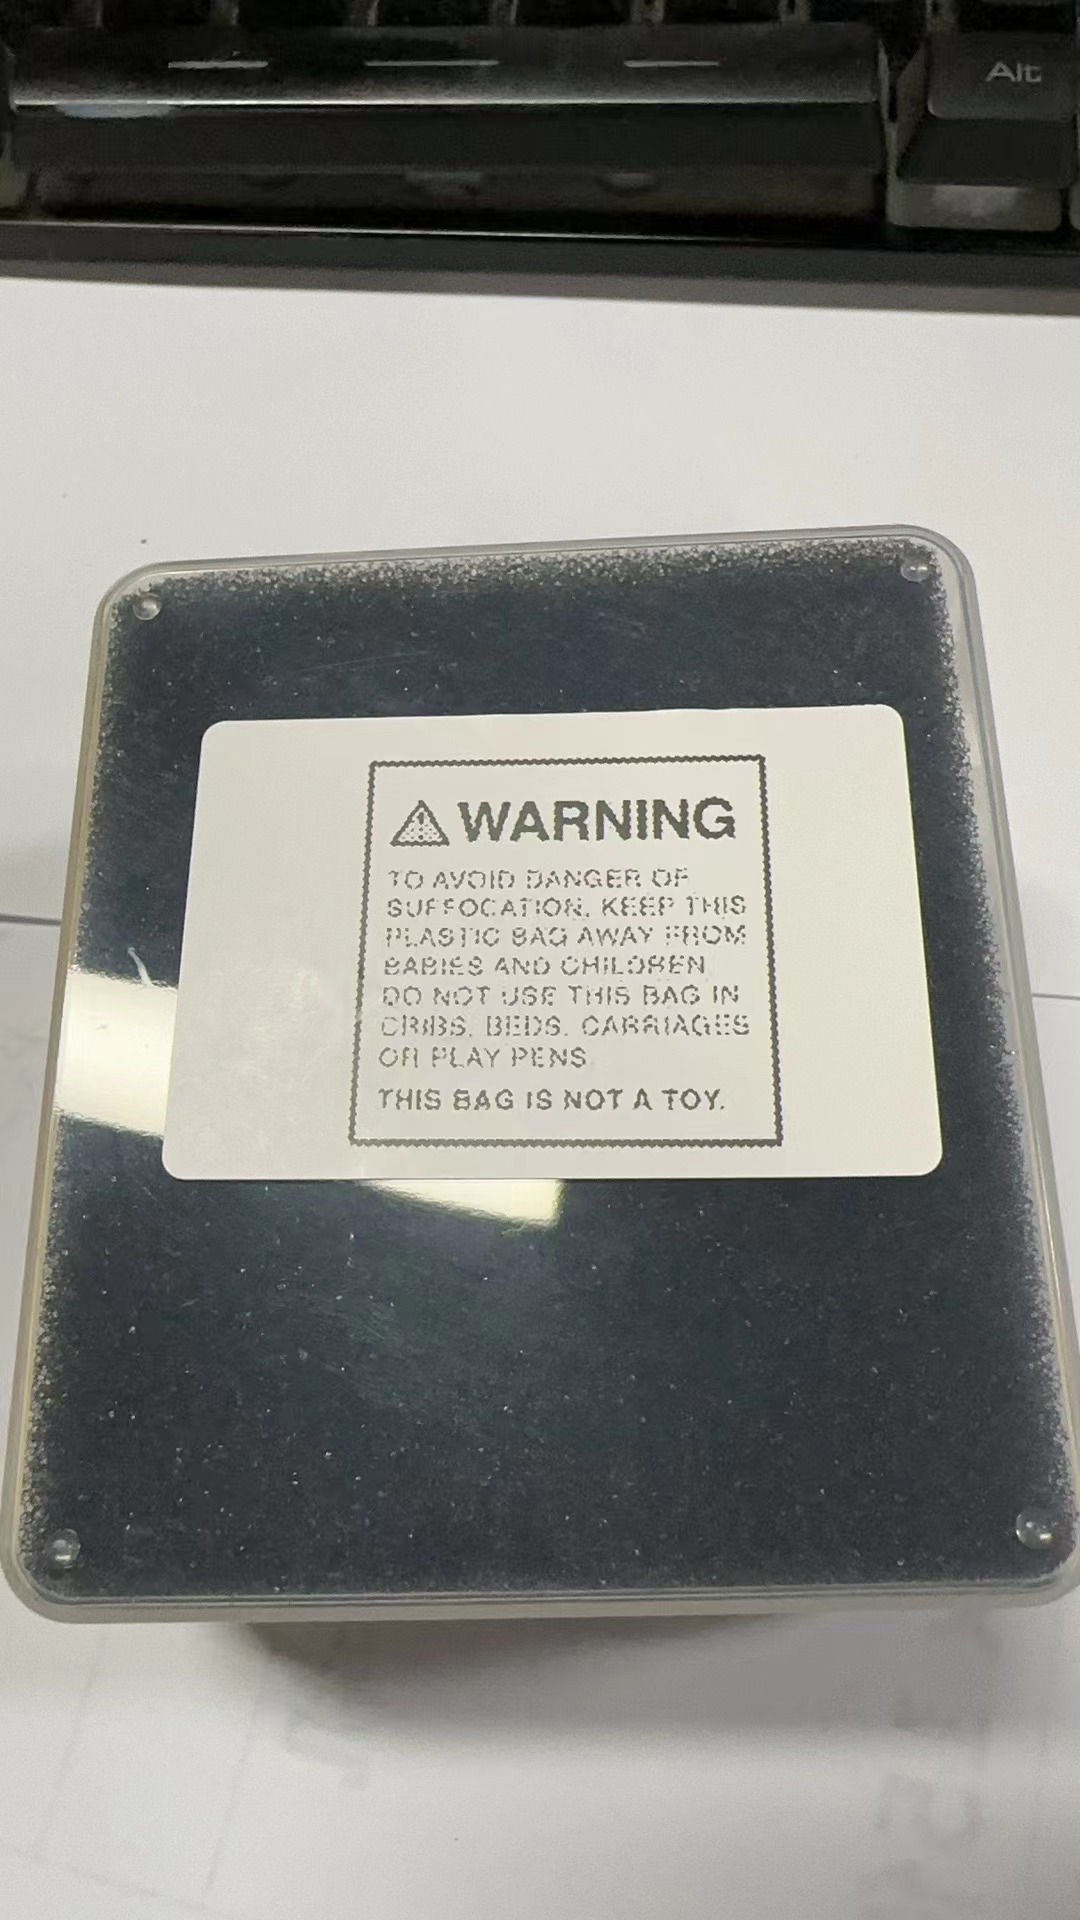 Alt
WARNING
TO AVOID DANGER OF
SUFFOCATION, KEEP THIS
PLASTIC BAG AWAY FROM
BABIES AND CHILDREN
DO NOT USE THIS BAG IN
CRIBS, BEDS, CARRIAGES
OR PLAY PENS
THIS BAG IS NOT A TOY.